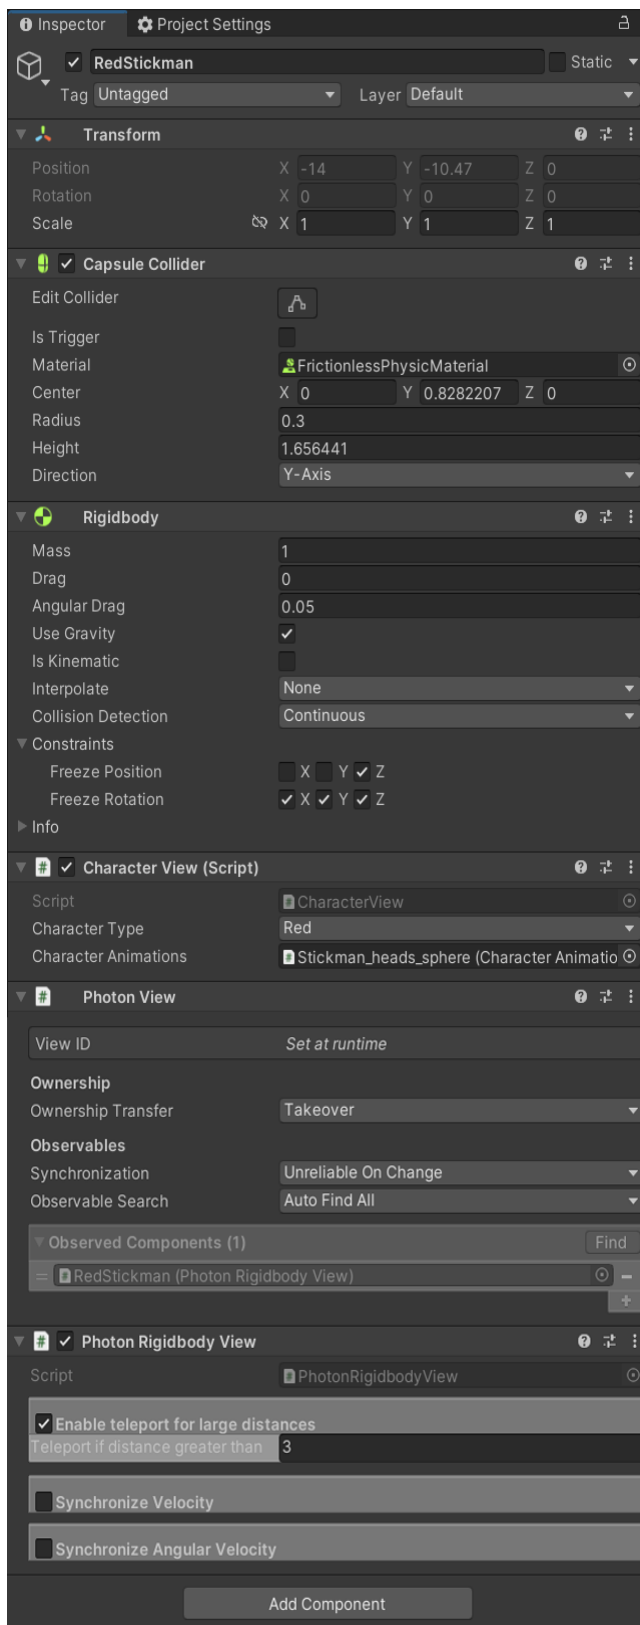 Inspector Project Settings
RedStickman Static
Tag Untagged Layer Default
Transform
Position X -14 Y -10.47 Z 0
Rotation X 0 Y 0 Z 0
Scale X 1 Y 1 Z 1
Capsule Collider
Edit Collider
Is Trigger
Material FrictionlessPhysicMaterial
Center X 0 Y 0.8282207 Z 0
Radius 0.3
Height 1.656441
Direction Y-Axis
Rigidbody
Mass 1
Drag 0
Angular Drag 0.05
Use Gravity
Is Kinematic
Interpolate None
Collision Detection Continuous
Constraints
Freeze Position X Y Z
Freeze Rotation X Y Z
Info
# Character View (Script)
Script CharacterView
Character Type Red
Character Animations Stickman_heads_sphere (Character Animatio
# Photon View
View ID Set at runtime
Ownership
Ownership Transfer Takeover
Observables
Synchronization Unreliable On Change
Observable Search Auto Find All
Observed Components (1) Find
RedStickman (Photon Rigidbody View)
# Photon Rigidbody View
Script PhotonRigidbodyView
Enable teleport for large distances
Teleport if distance greater than 3
Synchronize Velocity
Synchronize Angular Velocity
Add Component